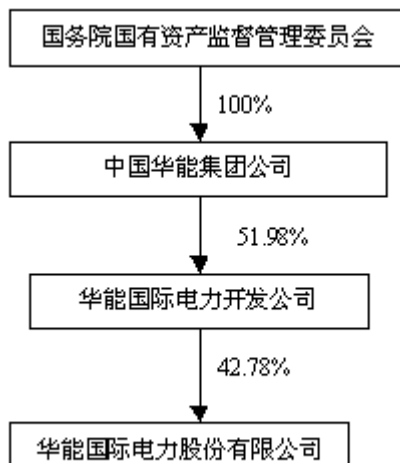 国务院国有资产监督管理委员会
100%
中国华能集团公司
51.98%
华能国际电力开发公司
42.78%
华能国际电力股份有限公司